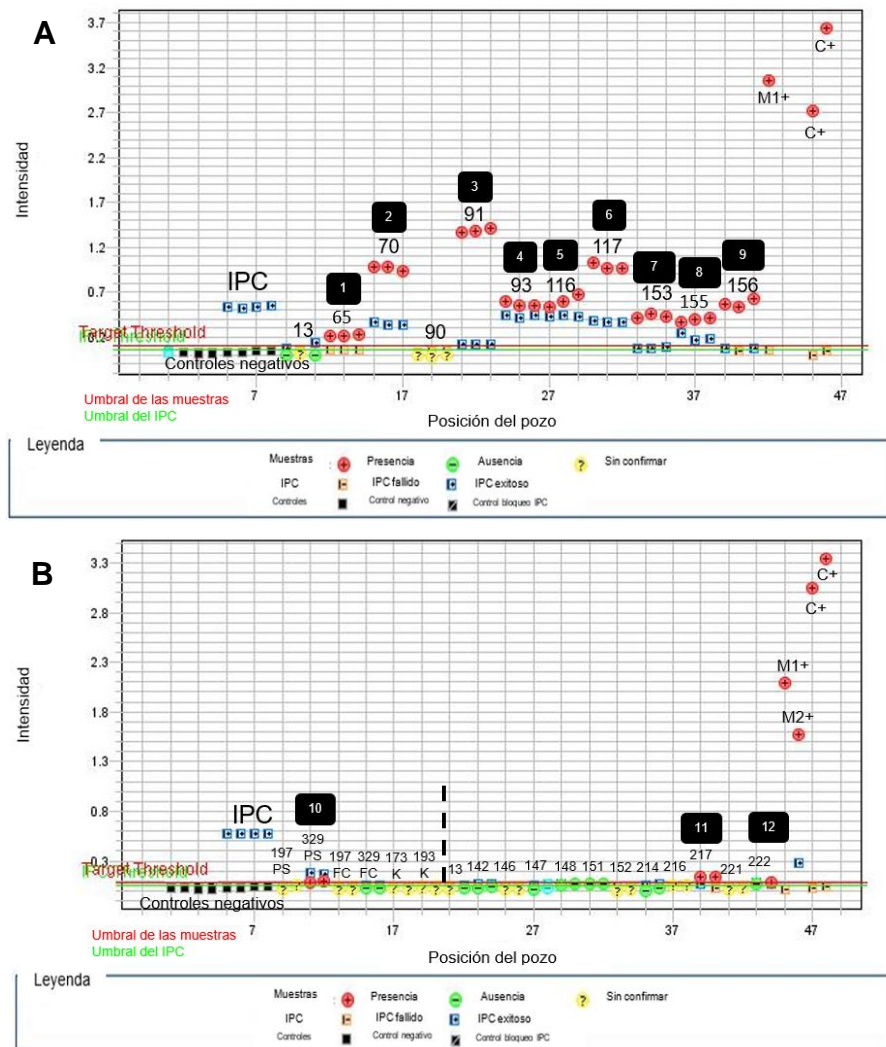 A
3.7
3.2
2.7
2.2
1.7
1.2
0.7
0.2
Intensidad
C+
M1+
C+
3
91
2
70
6
117
4
93
5
116
7
153
8
155
9
156
1
65
IPC
13
90
Target Threshold
Controles negativos
7
17
27
37
47
Umbral de las muestras
Umbral del IPC
Posición del pozo
Leyenda
Muestras : Presencia Ausencia ? Sin confirmar
IPC IPC fallido IPC exitoso
Controles Control negativo Control bloqueo IPC
B
3.3
2.8
2.3
1.8
1.3
0.8
0.3
Intensidad
C+
C+
M1+
M2+
IPC
10
11
12
197
PS
329
PS
197
FC
329
FC
173
K
193
K
13
142
146
147
148
151
152
214
216
217
221
222
Target Threshold
Controles negativos
7
17
27
37
47
Umbral de las muestras
Umbral del IPC
Posición del pozo
Leyenda
Muestras : Presencia Ausencia ? Sin confirmar
IPC IPC fallido IPC exitoso
Controles Control negativo Control bloqueo IPC